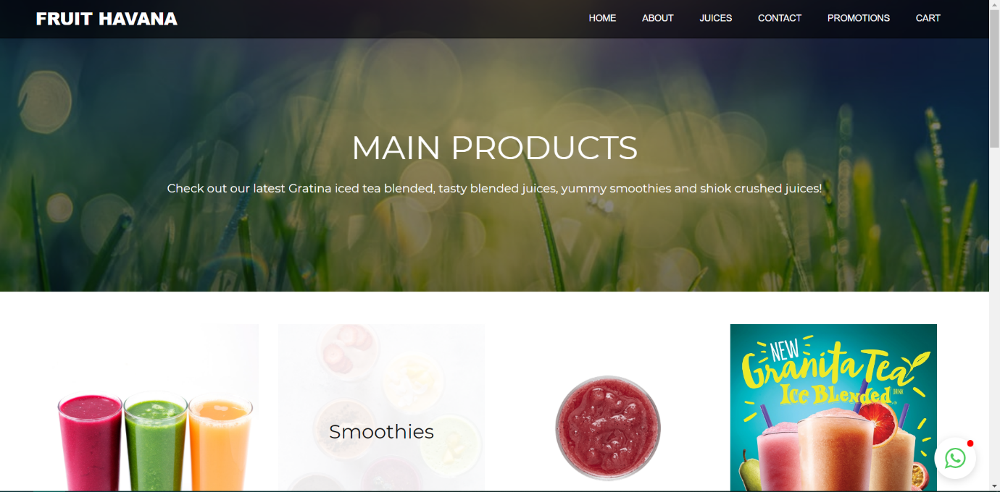 FRUIT HAVANA
HOME ABOUT JUICES CONTACT PROMOTIONS CART
MAIN PRODUCTS
Check out our latest Gratina iced tea blended, tasty blended juices, yummy smoothies and shiok crushed juices!
Smoothies
NEW
Granita Tea
Ice Blended
DRINK